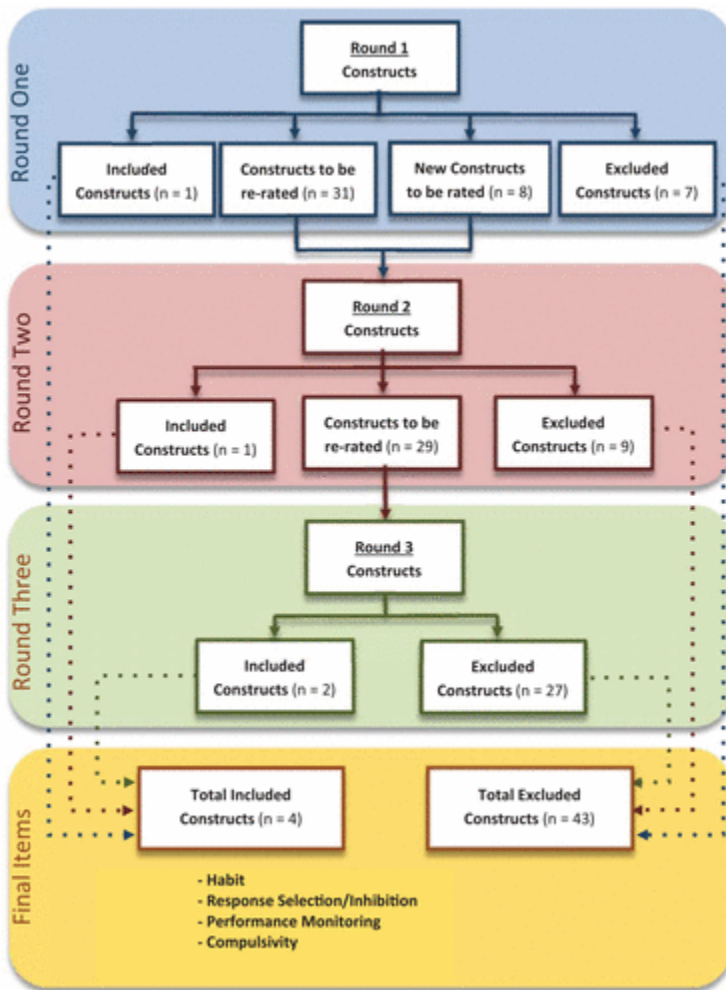 Round One
Round 1
Constructs
Included
Constructs (n = 1)
Constructs to be
re-rated (n = 31)
New Constructs
to be rated (n = 8)
Excluded
Constructs (n = 7)
Round Two
Round 2
Constructs
Included
Constructs (n = 1)
Constructs to be
re-rated (n = 29)
Excluded
Constructs (n = 9)
Round Three
Round 3
Constructs
Included
Constructs (n = 2)
Excluded
Constructs (n = 27)
Final Items
Total Included
Constructs (n = 4)
Total Excluded
Constructs (n = 43)
- Habit
- Response Selection/Inhibition
- Performance Monitoring
- Compulsivity